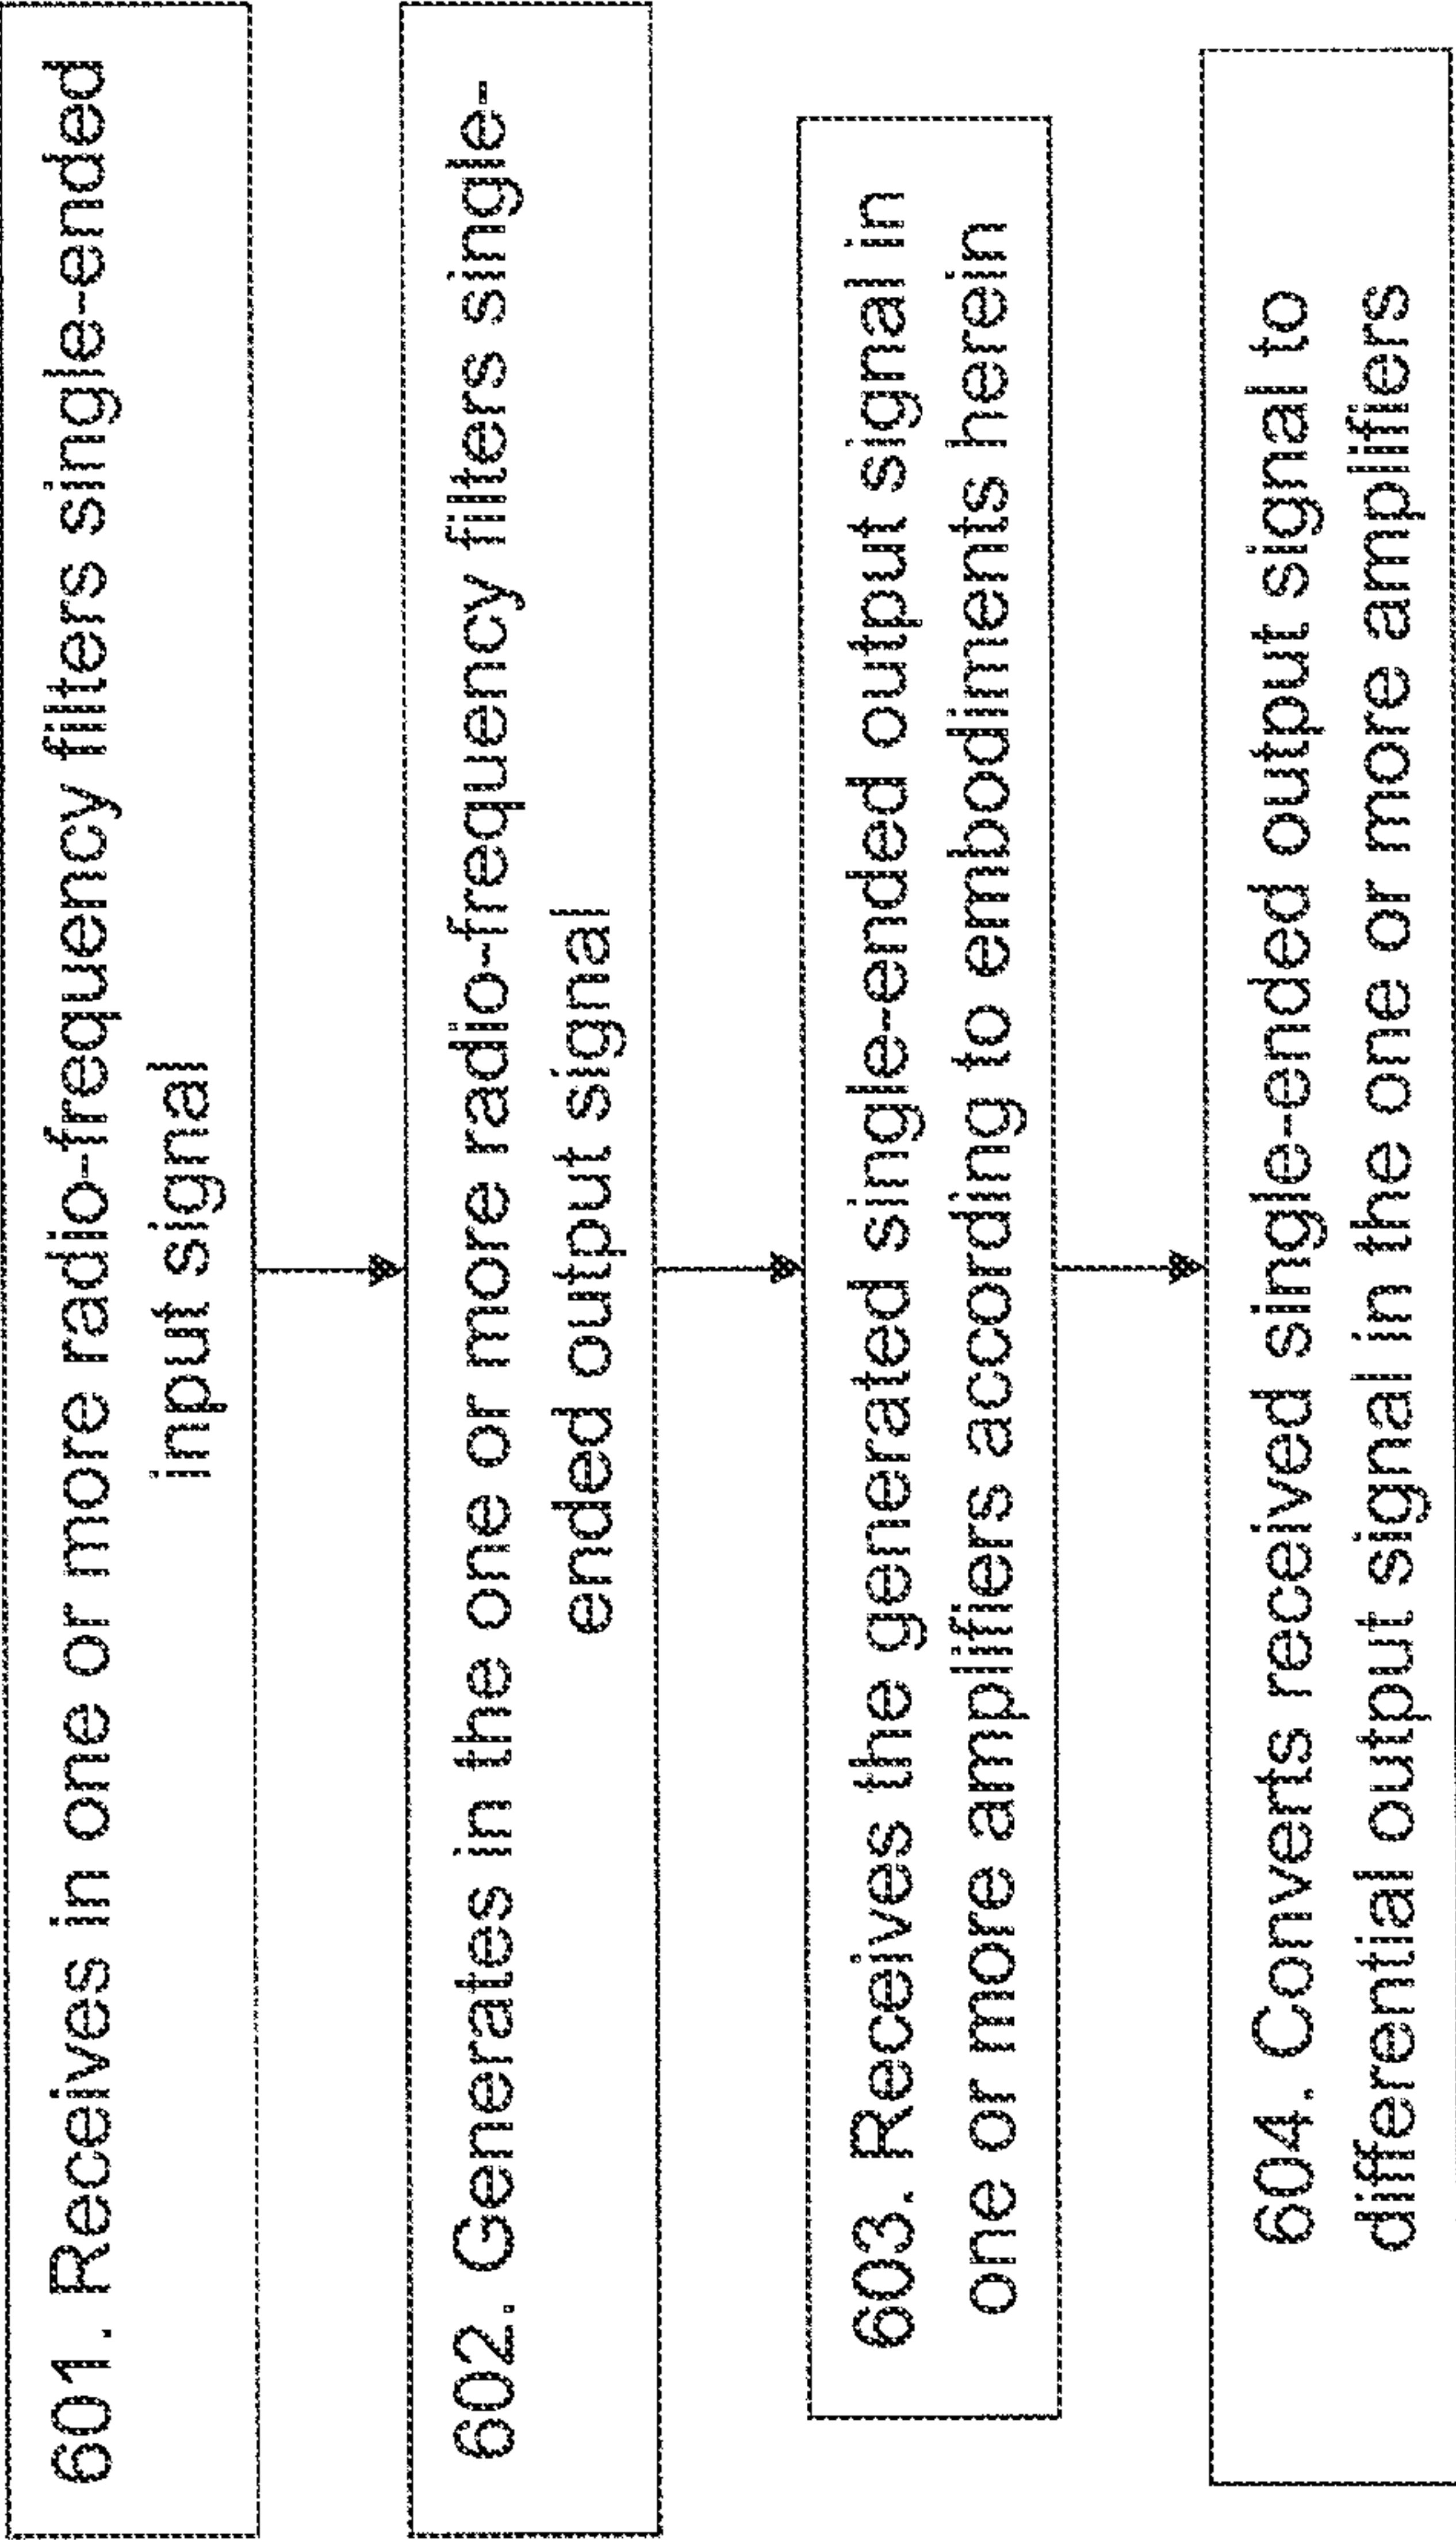 601. Receives in one or more radio-frequency filters single-ended
input signal
602. Generates in the one or more radio-frequency filters single-
ended output signal
603. Receives the generated single-ended output signal in
one or more amplifiers according to embodiments herein
604. Converts received single-ended output signal to
differential output signal in the one or more amplifiers